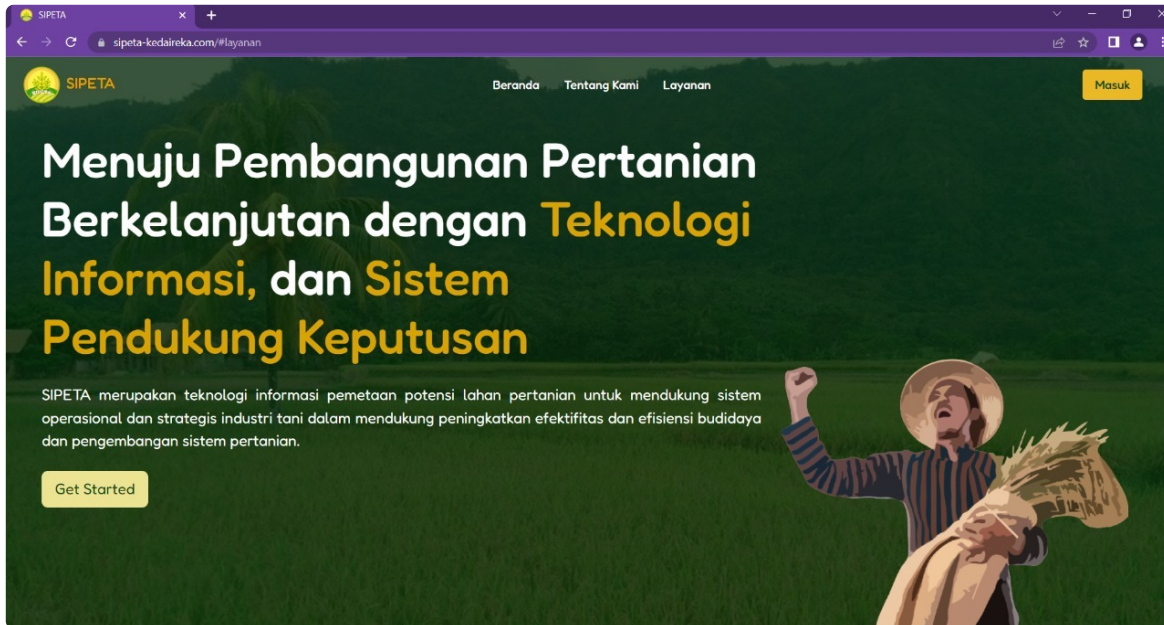 SIPETA
sipeta-kedaireka.com/#layanan
SIPETA
Beranda Tentang Kami Layanan
Masuk
Menuju Pembangunan Pertanian
Berkelanjutan dengan Teknologi
Informasi, dan Sistem
Pendukung Keputusan
SIPETA merupakan teknologi informasi pemetaan potensi lahan pertanian untuk mendukung sistem
operasional dan strategis industri tani dalam mendukung peningkatkan efektifitas dan efisiensi budidaya
dan pengembangan sistem pertanian.
Get Started